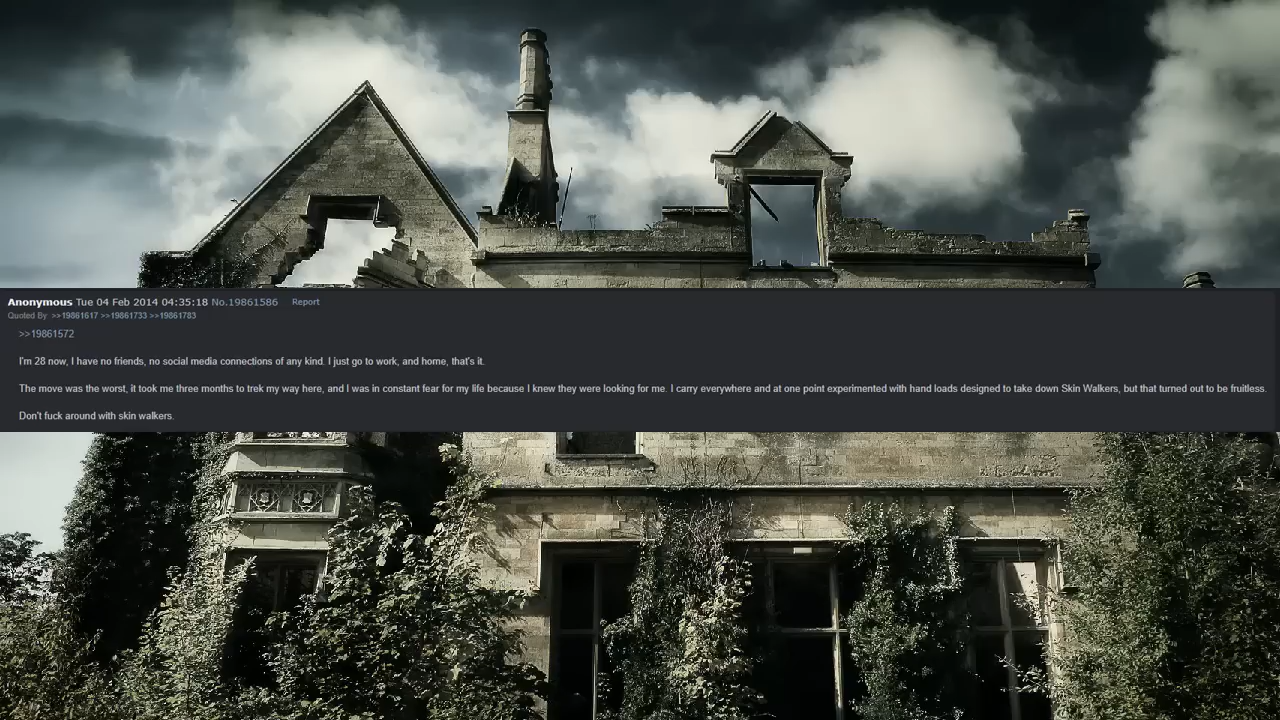 Anonymous Tue 04 Feb 2014 04:35:18 No.19861586 Report
Quoted By: >>19861617 >>19861733 >>19861783
>>19861572
I'm 28 now, I have no friends, no social media connections of any kind. I just go to work, and home, that's it.
The move was the worst, it took me three months to trek my way here, and I was in constant fear for my life because I knew they were looking for me. I carry everywhere and at one point experimented with hand loads designed to take down Skin Walkers, but that turned out to be fruitless.
Don't fuck around with skin walkers.